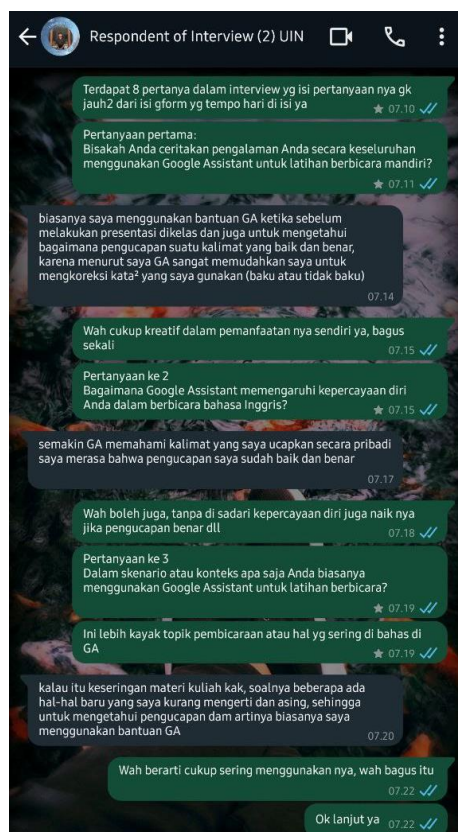 Respondent of Interview (2) UIN
Terdapat 8 pertanya dalam interview yg isi pertanyaan nya gk
jauh2 dari isi gform yg tempo hari di isi ya
07.10
Pertanyaan pertama:
Bisakah Anda ceritakan pengalaman Anda secara keseluruhan
menggunakan Google Assistant untuk latihan berbicara mandiri?
07.11
biasanya saya menggunakan bantuan GA ketika sebelum
melakukan presentasi dikelas dan juga untuk mengetahui
bagaimana pengucapan suatu kalimat yang baik dan benar,
karena menurut saya GA sangat memudahkan saya untuk
mengkoreksi kata² yang saya gunakan (baku atau tidak baku)
07.14
Wah cukup kreatif dalam pemanfaatan nya sendiri ya, bagus
sekali
07.15
Pertanyaan ke 2
Bagaimana Google Assistant memengaruhi kepercayaan diri
Anda dalam berbicara bahasa Inggris?
07.15
semakin GA memahami kalimat yang saya ucapkan secara pribadi
saya merasa bahwa pengucapan saya sudah baik dan benar
07.17
Wah boleh juga, tanpa di sadari kepercayaan diri juga naik nya
jika pengucapan benar dll
07.18
Pertanyaan ke 3
Dalam skenario atau konteks apa saja Anda biasanya
menggunakan Google Assistant untuk latihan berbicara?
07.19
Ini lebih kayak topik pembicaraan atau hal yg sering di bahas di
GA
07.19
kalau itu keseringan materi kuliah kak, soalnya beberapa ada
hal-hal baru yang saya kurang mengerti dan asing, sehingga
untuk mengetahui pengucapan dam artinya biasanya saya
menggunakan bantuan GA
07.20
Wah berarti cukup sering menggunakan nya, wah bagus itu
07.22
Ok lanjut ya 07.22